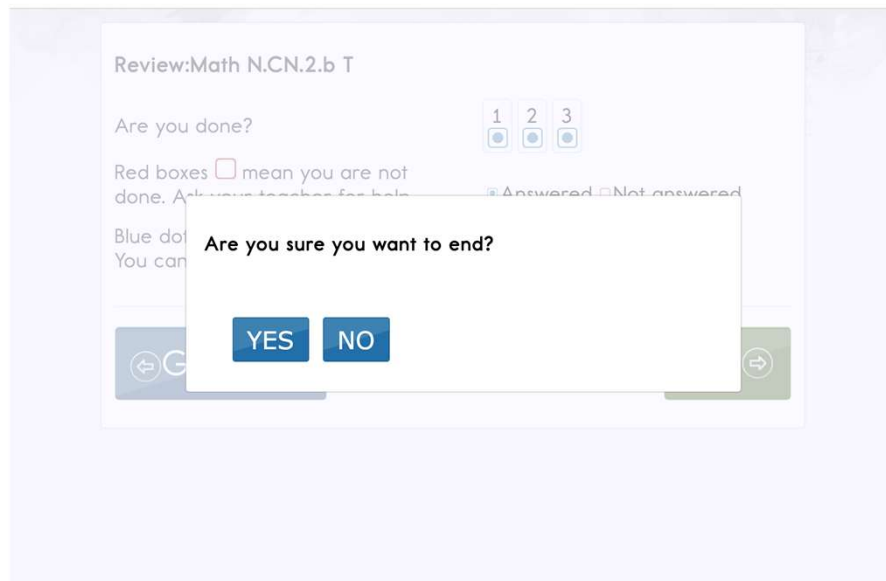 Review:Math N.CN.2.b T
Are you done?
1 2 3
Red boxes mean you are not
done. Ask your teacher for help
Answered Not answered
Blue dot
You can
Are you sure you want to end?
YES NO
G